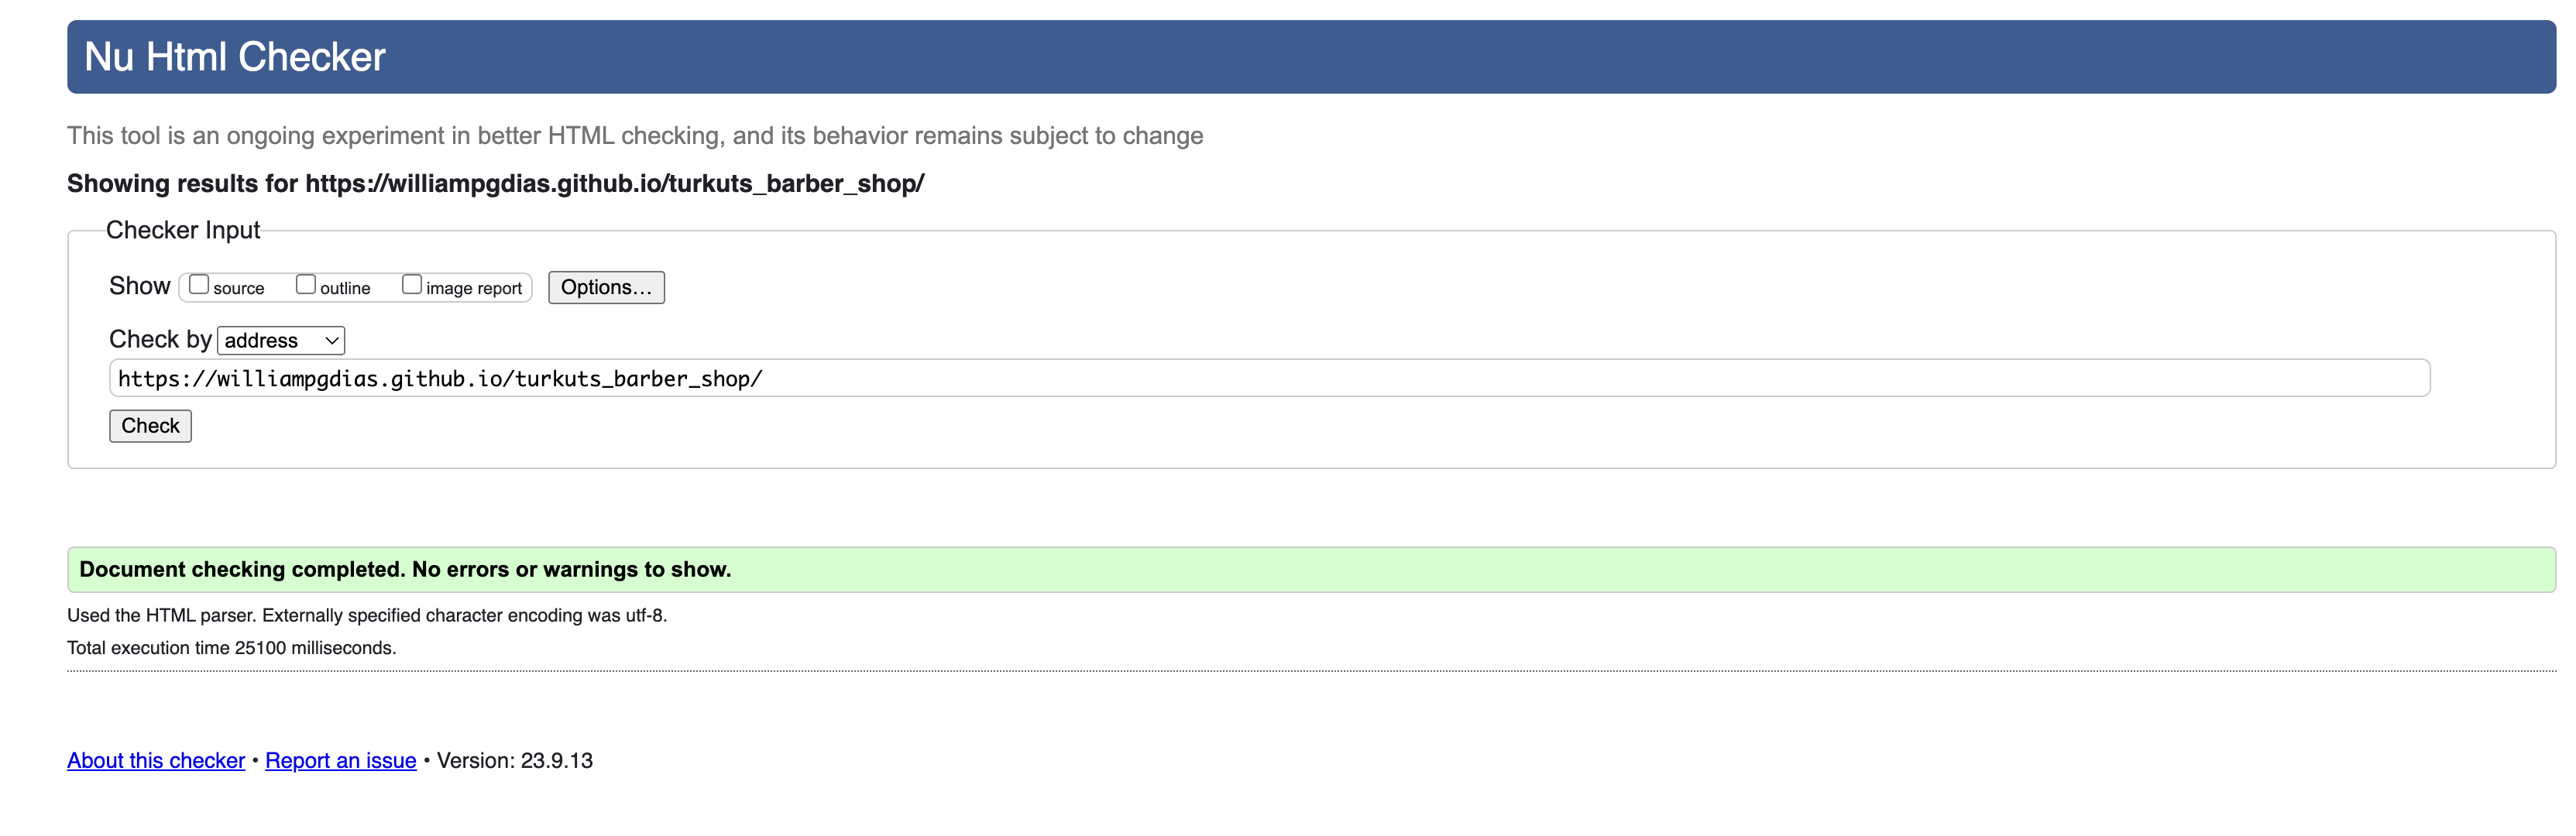 Nu Html Checker
This tool is an ongoing experiment in better HTML checking, and its behavior remains subject to change
Showing results for https://williampgdias.github.io/turkuts_barber_shop/
Checker Input
Show source outline image report Options…
Check by address
https://williampgdias.github.io/turkuts_barber_shop/
Check
Document checking completed. No errors or warnings to show.
Used the HTML parser. Externally specified character encoding was utf-8.
Total execution time 25100 milliseconds.
About this checker • Report an issue • Version: 23.9.13